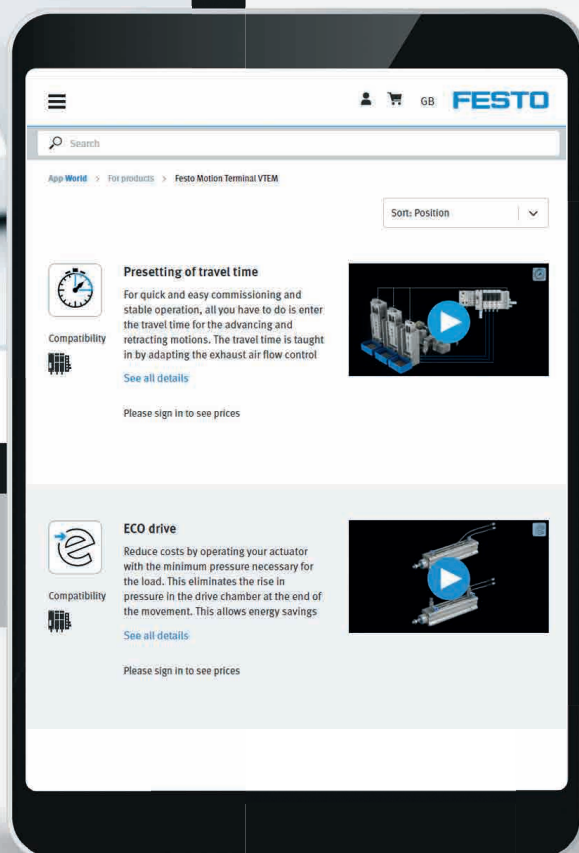 GB FESTO
Search
App World > For products > Festo Motion Terminal VTEM
Sort: Position
Presetting of travel time
For quick and easy commissioning and
stable operation, all you have to do is enter
the travel time for the advancing and
retracting motions. The travel time is taught
in by adapting the exhaust air flow control
Compatibility
See all details
Please sign in to see prices
ECO drive
Reduce costs by operating your actuator
with the minimum pressure necessary for
the load. This eliminates the rise in
pressure in the drive chamber at the end of
the movement. This allows energy savings
Compatibility
See all details
Please sign in to see prices